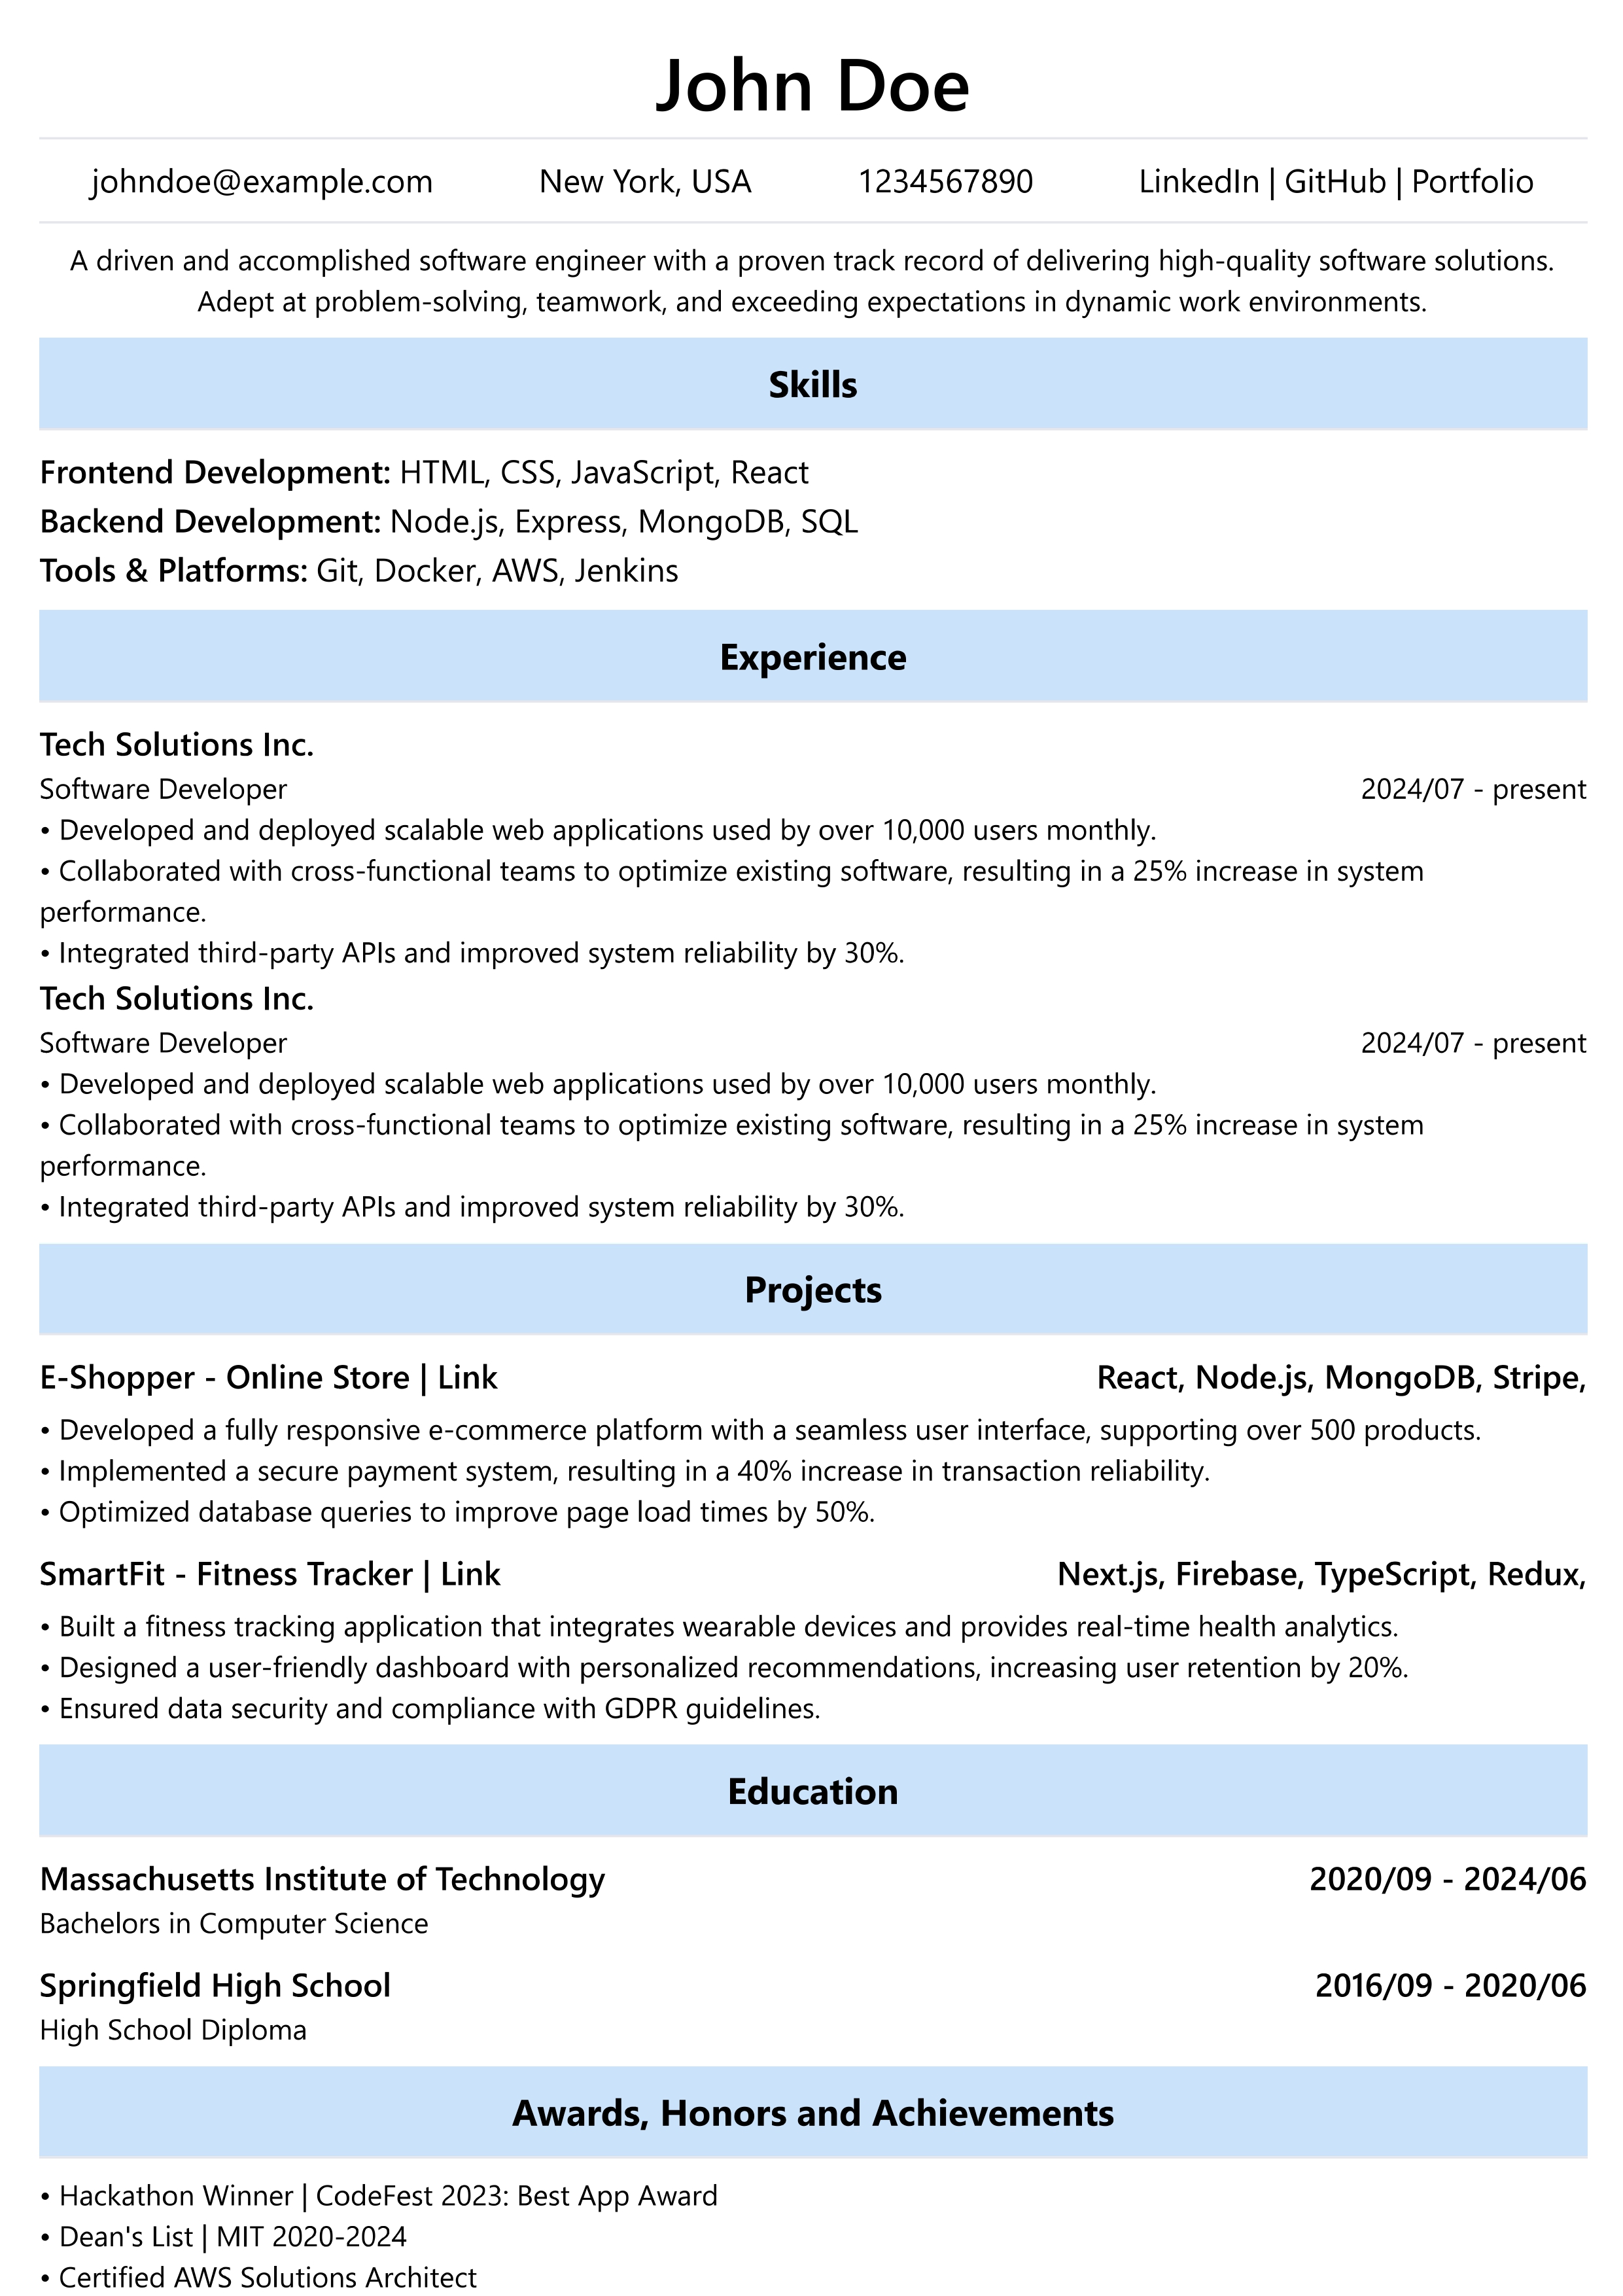 John Doe
johndoe@example.com New York, USA 1234567890 LinkedIn | GitHub | Portfolio
A driven and accomplished software engineer with a proven track record of delivering high-quality software solutions.
Adept at problem-solving, teamwork, and exceeding expectations in dynamic work environments.
Skills
Frontend Development: HTML, CSS, JavaScript, React
Backend Development: Node.js, Express, MongoDB, SQL
Tools & Platforms: Git, Docker, AWS, Jenkins
Experience
Tech Solutions Inc.
Software Developer 2024/07 - present
• Developed and deployed scalable web applications used by over 10,000 users monthly.
• Collaborated with cross-functional teams to optimize existing software, resulting in a 25% increase in system
performance.
• Integrated third-party APIs and improved system reliability by 30%.
Tech Solutions Inc.
Software Developer 2024/07 - present
• Developed and deployed scalable web applications used by over 10,000 users monthly.
• Collaborated with cross-functional teams to optimize existing software, resulting in a 25% increase in system
performance.
• Integrated third-party APIs and improved system reliability by 30%.
Projects
E-Shopper - Online Store | Link React, Node.js, MongoDB, Stripe,
• Developed a fully responsive e-commerce platform with a seamless user interface, supporting over 500 products.
• Implemented a secure payment system, resulting in a 40% increase in transaction reliability.
• Optimized database queries to improve page load times by 50%.
SmartFit - Fitness Tracker | Link Next.js, Firebase, TypeScript, Redux,
• Built a fitness tracking application that integrates wearable devices and provides real-time health analytics.
• Designed a user-friendly dashboard with personalized recommendations, increasing user retention by 20%.
• Ensured data security and compliance with GDPR guidelines.
Education
Massachusetts Institute of Technology 2020/09 - 2024/06
Bachelors in Computer Science
Springfield High School 2016/09 - 2020/06
High School Diploma
Awards, Honors and Achievements
• Hackathon Winner | CodeFest 2023: Best App Award
• Dean's List | MIT 2020-2024
• Certified AWS Solutions Architect